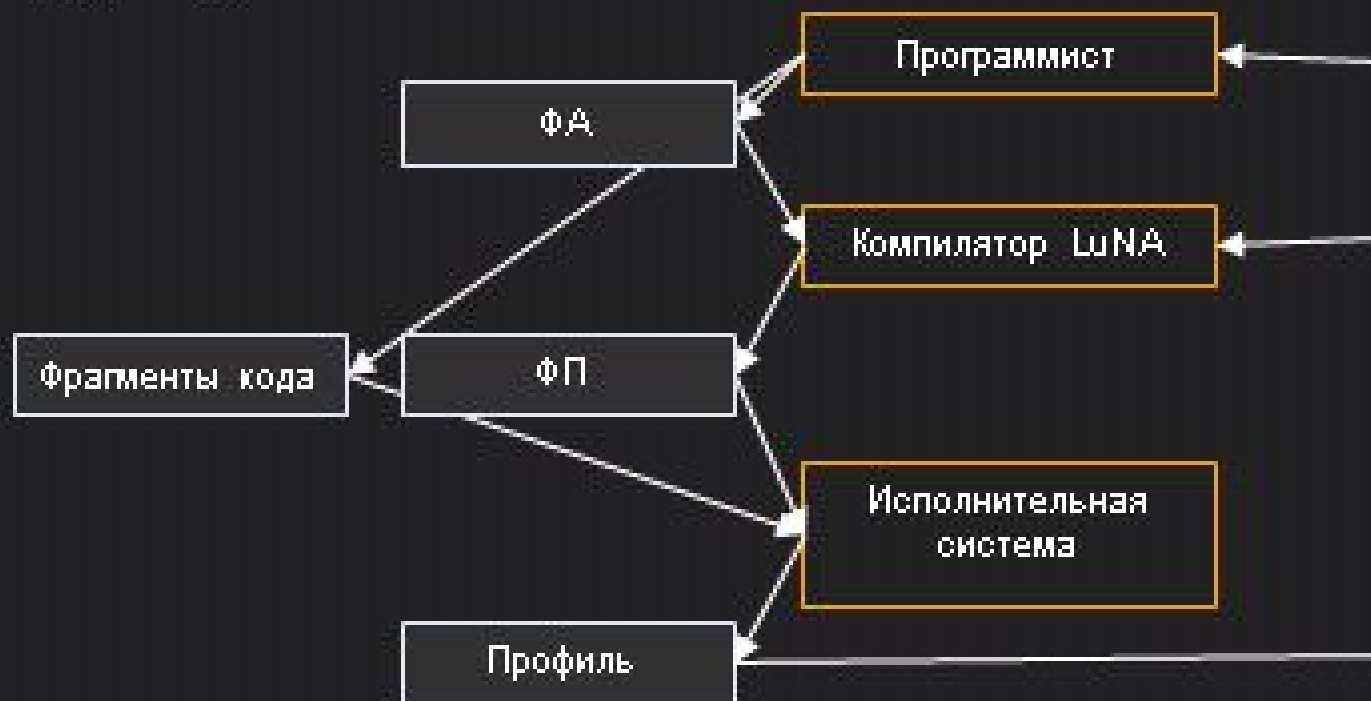 Программист
ФА
Компилятор LuNA
Фрагменты кода
ФП
Исполнительная
система
Профиль